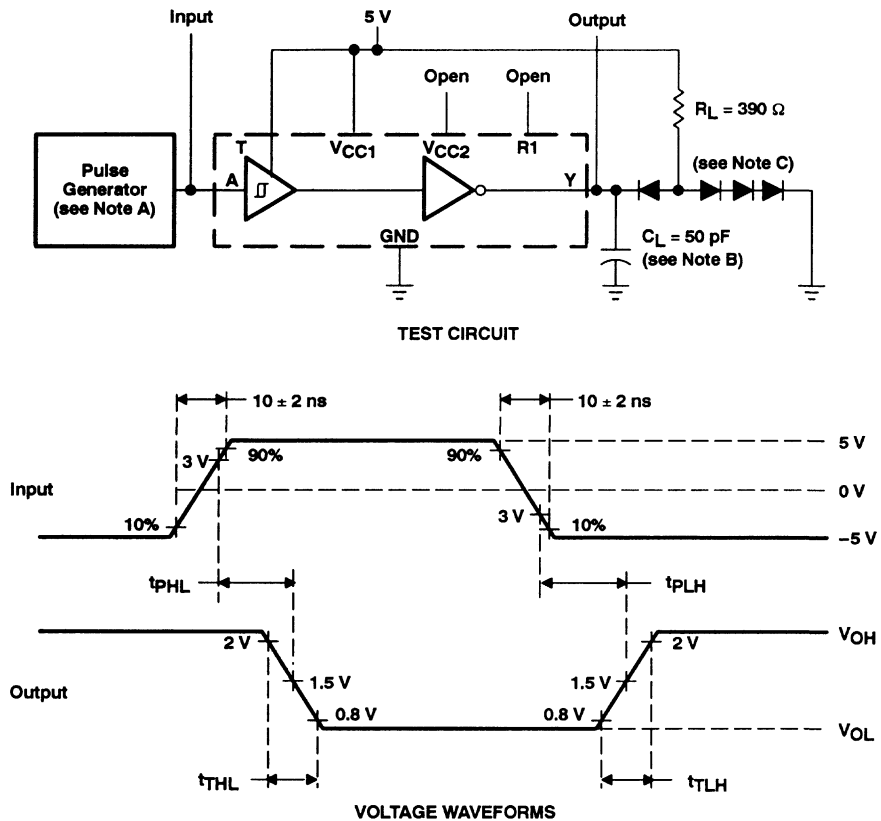 Input
5 V
Output
Open
Open
R_L = 390 Ω
T
V_CC1
V_CC2
R1
(see Note C)
Pulse
Generator
(see Note A)
A
Y
GND
C_L = 50 pF
(see Note B)
TEST CIRCUIT
10 ± 2 ns
10 ± 2 ns
5 V
3 V
90%
90%
Input
0 V
10%
3 V
10%
–5 V
t_PHL
t_PLH
V_OH
2 V
2 V
Output
1.5 V
1.5 V
0.8 V
0.8 V
V_OL
t_THL
t_TLH
VOLTAGE WAVEFORMS